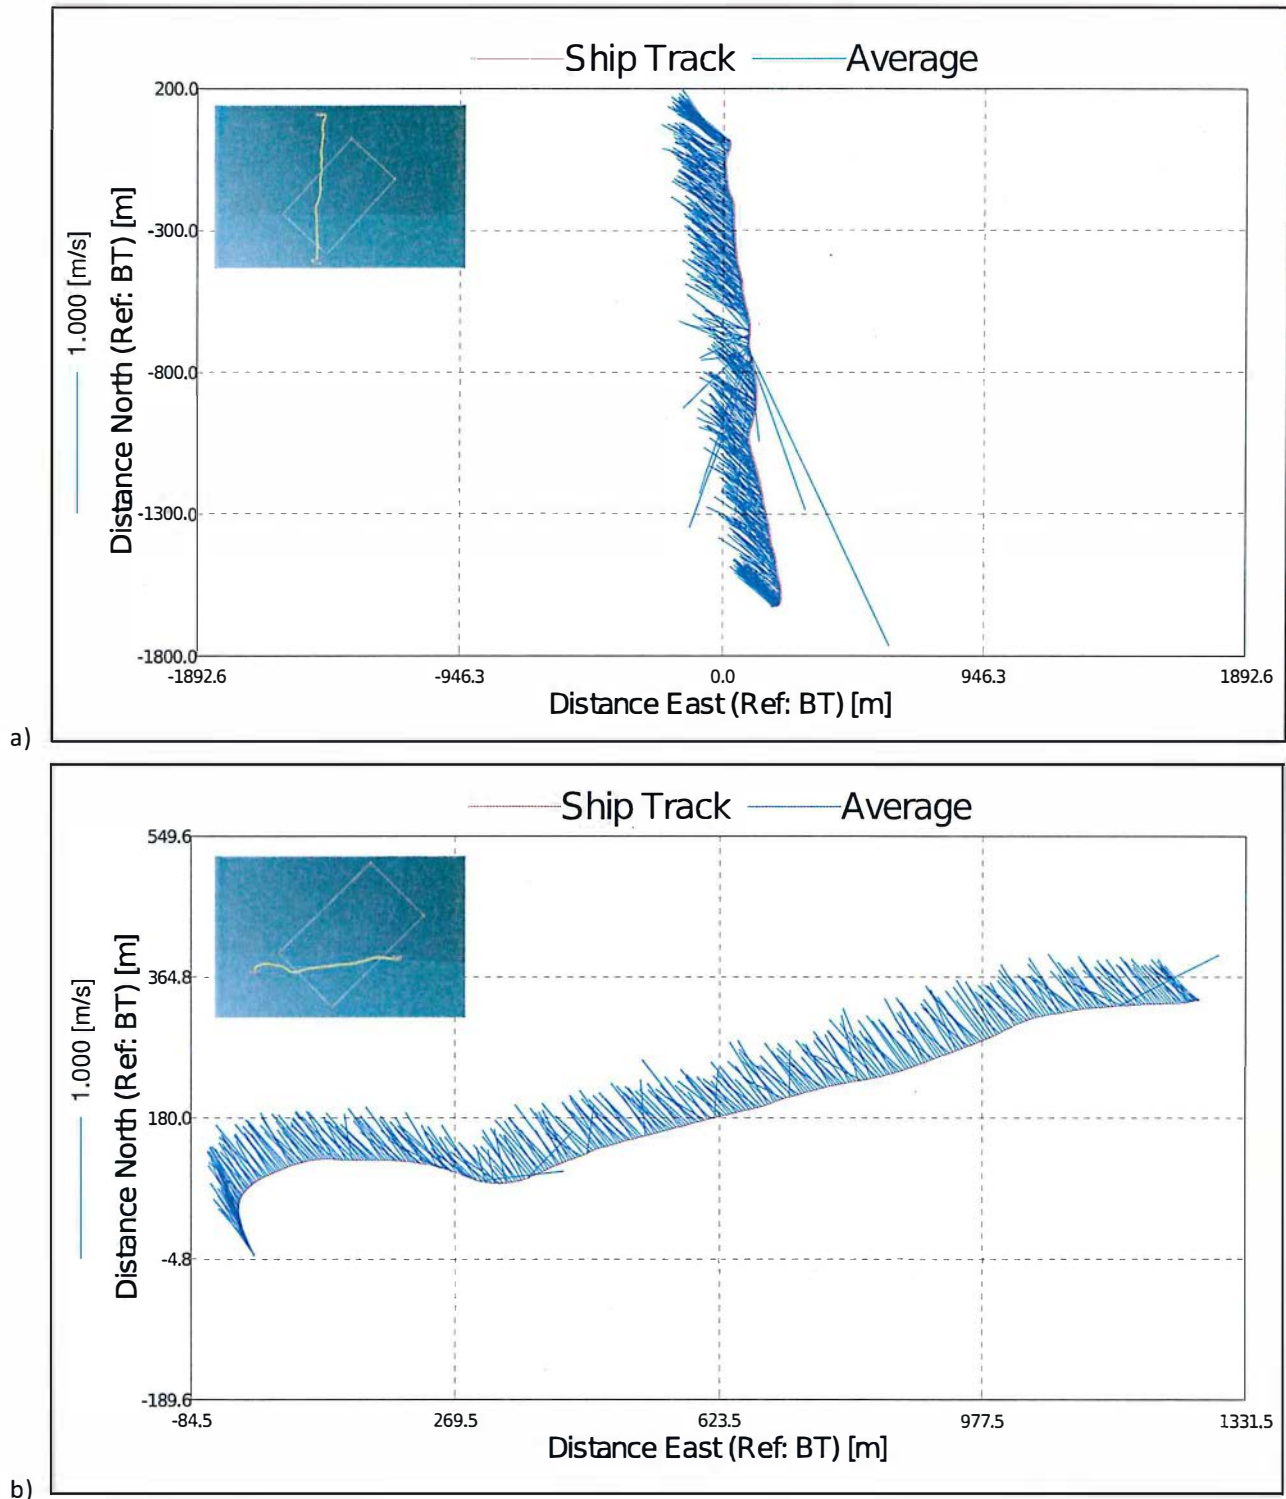 Ship Track Average
200.0
-300.0
-800.0
-1300.0
-1800.0
1.000 [m/s]
Distance North (Ref: BT) [m]
-1892.6 -946.3 0.0 946.3 1892.6
Distance East (Ref: BT) [m]
a)
Ship Track Average
549.6
364.8
180.0
-4.8
-189.6
1.000 [m/s]
Distance North (Ref: BT) [m]
-84.5 269.5 623.5 977.5 1331.5
Distance East (Ref: BT) [m]
b)